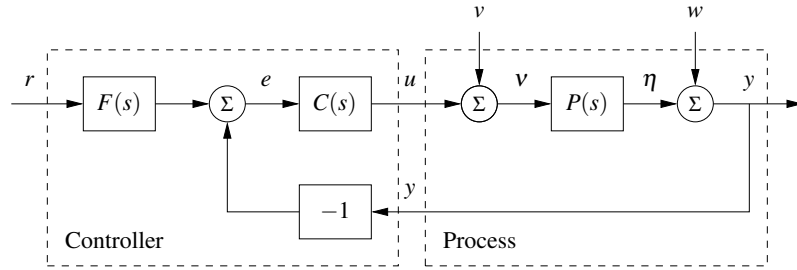 v w
r F(s) Σ e C(s) u Σ ν P(s) η Σ y
−1 y
Controller Process